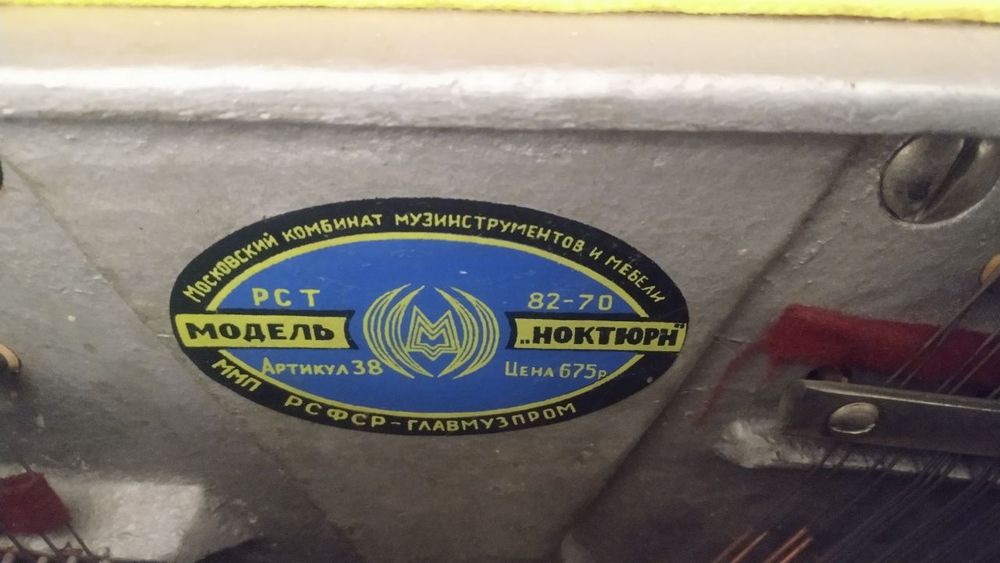 Московский комбинат музинструментов и мебели
РСТ 82-70
МОДЕЛЬ „НОКТЮРН"
Артикул 38 Цена 675р
ММП РСФСР-ГЛАВМУЗПРОМ